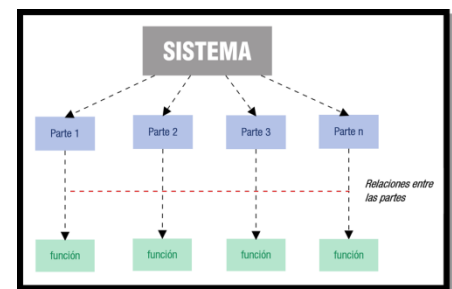 SISTEMA
Parte 1
Parte 2
Parte 3
Parte n
Relaciones entre
las partes
función
función
función
función